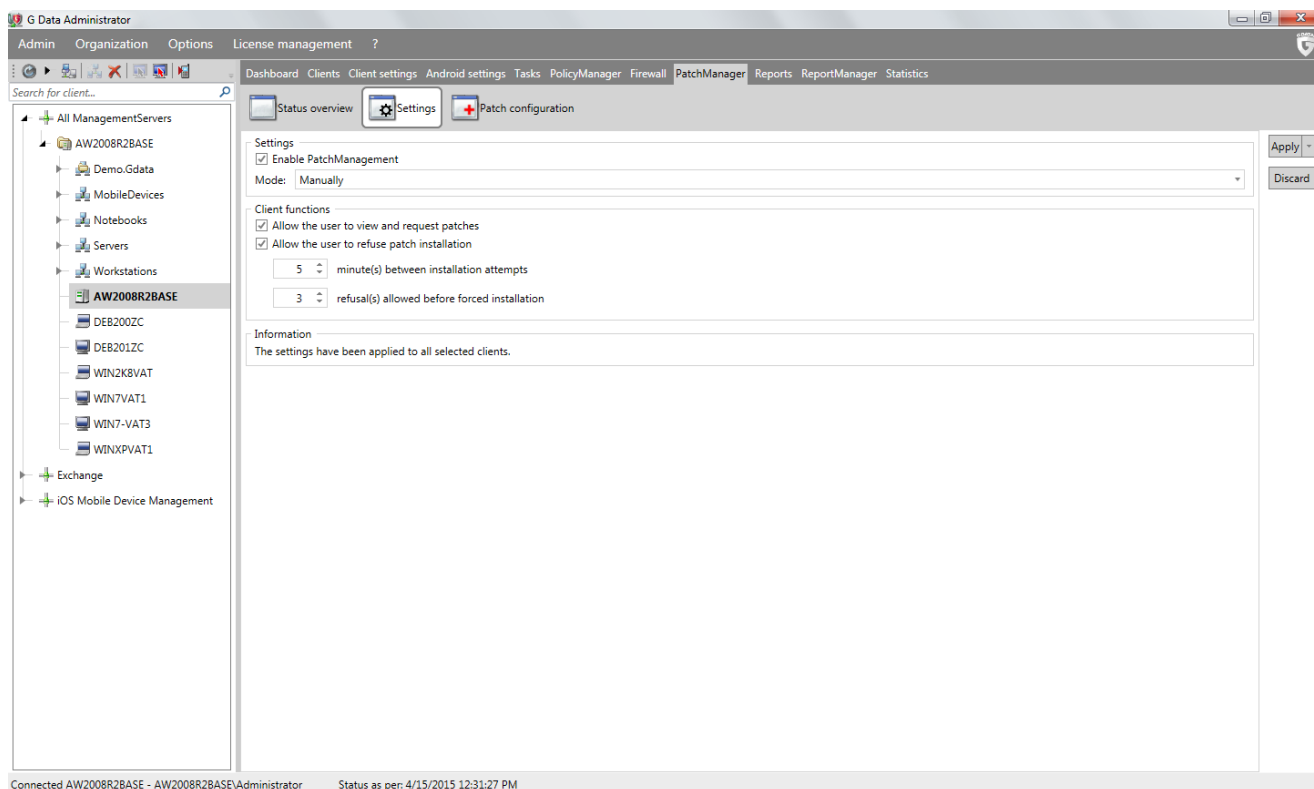 G Data Administrator
Admin Organization Options License management ?
Dashboard Clients Client settings Android settings Tasks PolicyManager Firewall PatchManager Reports ReportManager Statistics
Search for client...
Status overview Settings Patch configuration
All ManagementServers
AW2008R2BASE
Demo.Gdata
MobileDevices
Notebooks
Servers
Workstations
AW2008R2BASE
DEB200ZC
DEB201ZC
WIN2K8VAT
WIN7VAT1
WIN7-VAT3
WINXPVAT1
Exchange
iOS Mobile Device Management
Settings
Enable PatchManagement
Mode: Manually
Client functions
Allow the user to view and request patches
Allow the user to refuse patch installation
5 minute(s) between installation attempts
3 refusal(s) allowed before forced installation
Information
The settings have been applied to all selected clients.
Apply
Discard
Connected AW2008R2BASE - AW2008R2BASE\Administrator Status as per: 4/15/2015 12:31:27 PM